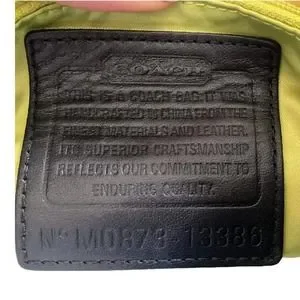 COACH
THIS IS A COACH BAG. IT WAS
HANDCRAFTED IN CHINA FROM THE
FINEST MATERIALS AND LEATHER.
ITS SUPERIOR CRAFTSMANSHIP
REFLECTS OUR COMMITMENT TO
ENDURING QUALITY.
Nº M0873-13386